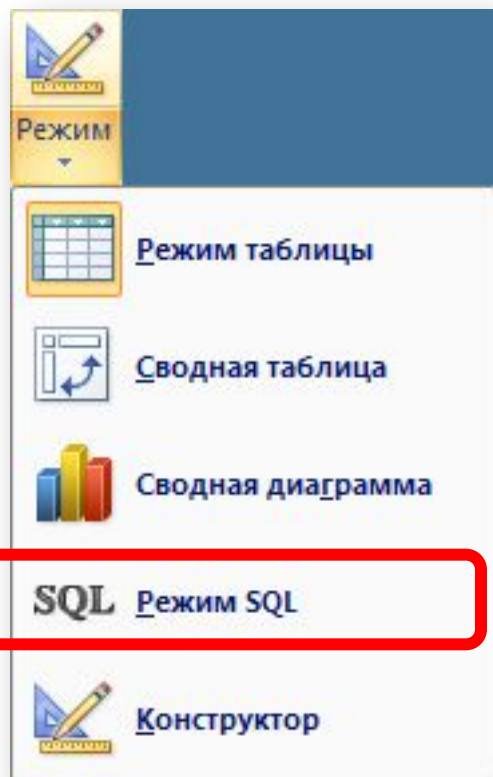 Режим
Режим таблицы
Сводная таблица
Сводная диаграмма
SQL Режим SQL
Конструктор